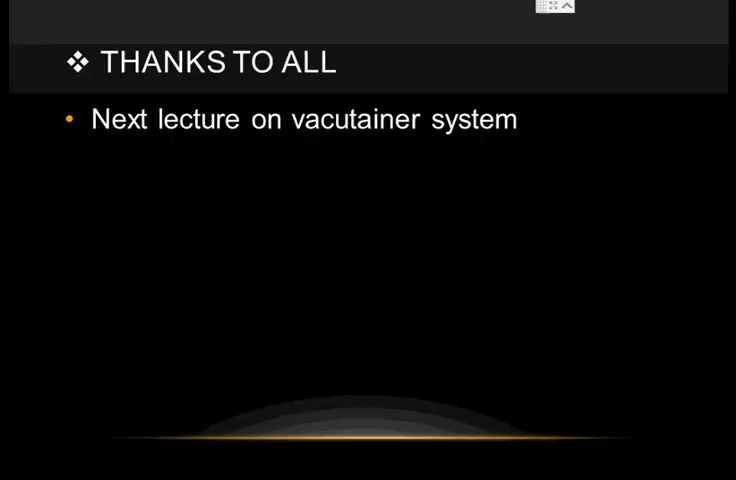 ❖ THANKS TO ALL
• Next lecture on vacutainer system